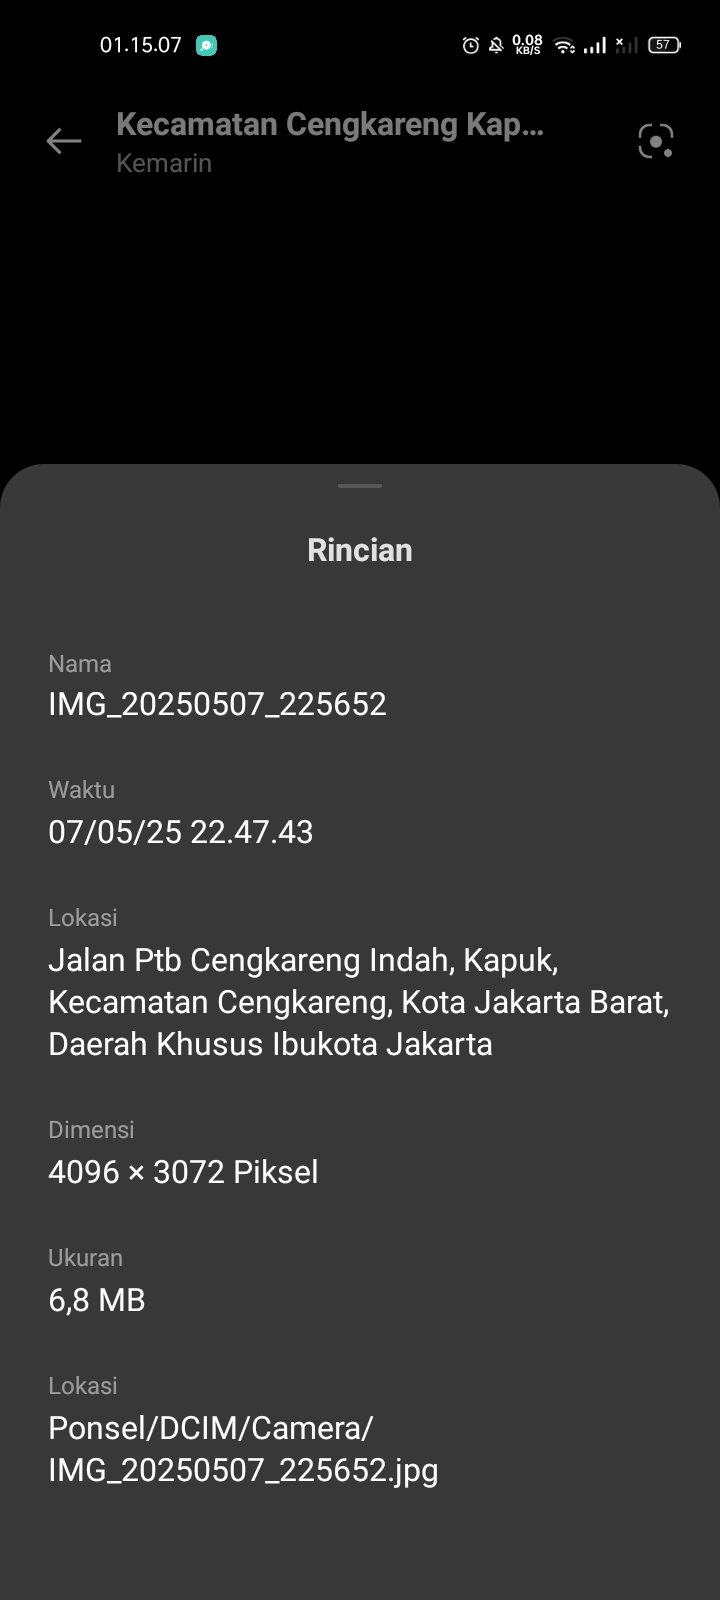 01.15.07
0.08
KB/S
57
Kecamatan Cengkareng Kap...
Kemarin
Rincian
Nama
IMG_20250507_225652
Waktu
07/05/25 22.47.43
Lokasi
Jalan Ptb Cengkareng Indah, Kapuk,
Kecamatan Cengkareng, Kota Jakarta Barat,
Daerah Khusus Ibukota Jakarta
Dimensi
4096 × 3072 Piksel
Ukuran
6,8 MB
Lokasi
Ponsel/DCIM/Camera/
IMG_20250507_225652.jpg